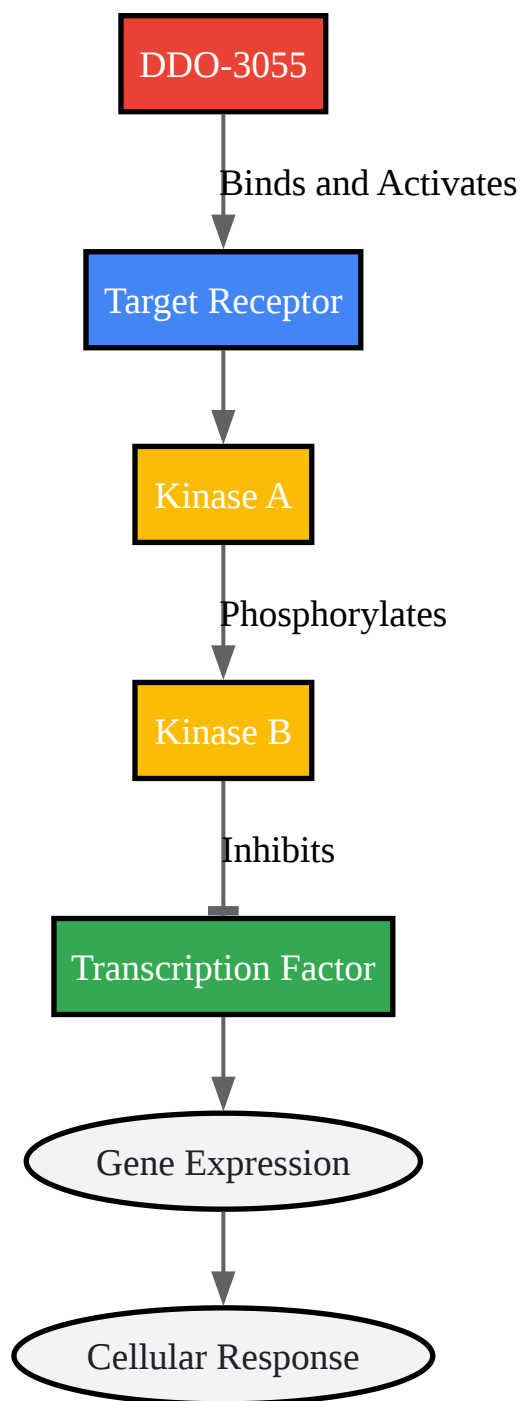 DDO-3055
Binds and Activates
Target Receptor
Kinase A
Phosphorylates
Kinase B
Inhibits
Transcription Factor
Gene Expression
Cellular Response